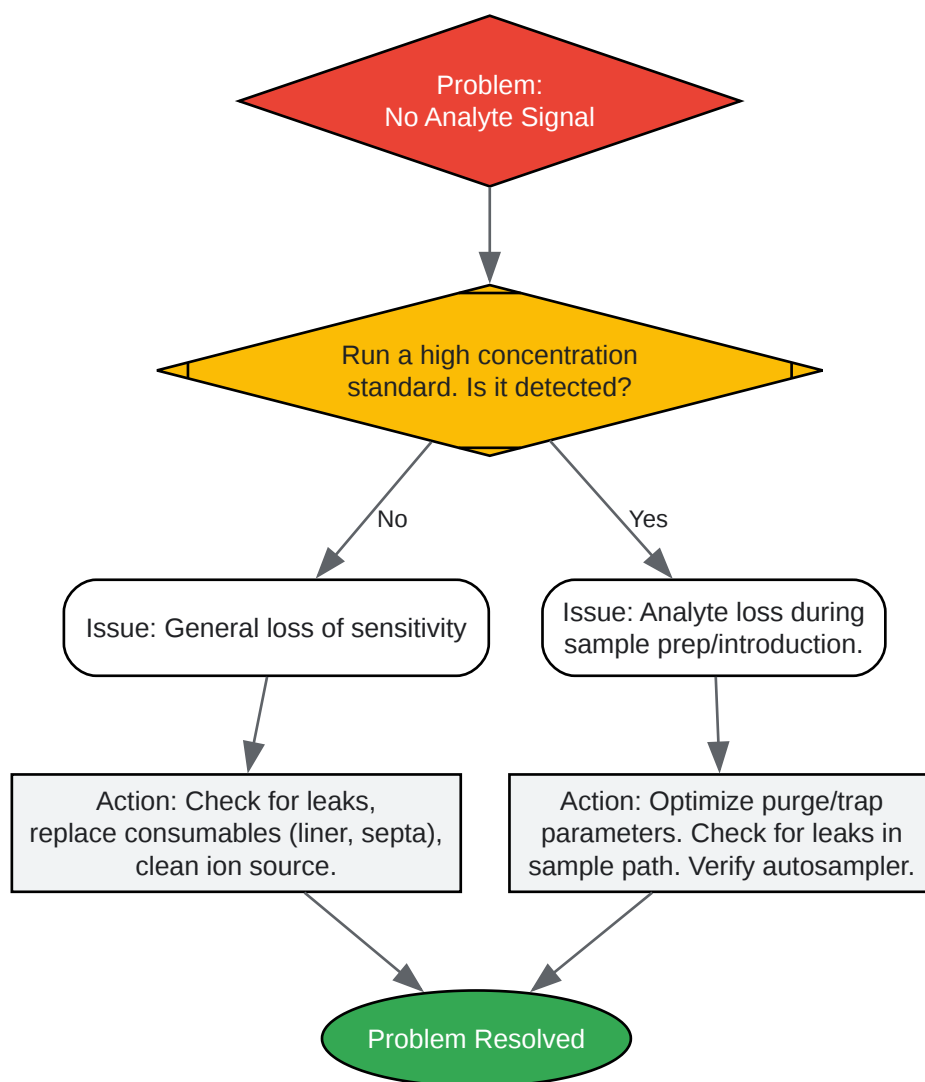 Problem:
No Analyte Signal
Run a high concentration
standard. Is it detected?
No
Yes
Issue: General loss of sensitivity
Issue: Analyte loss during
sample prep/introduction.
Action: Check for leaks,
replace consumables (liner, septa),
clean ion source.
Action: Optimize purge/trap
parameters. Check for leaks in
sample path. Verify autosampler.
Problem Resolved